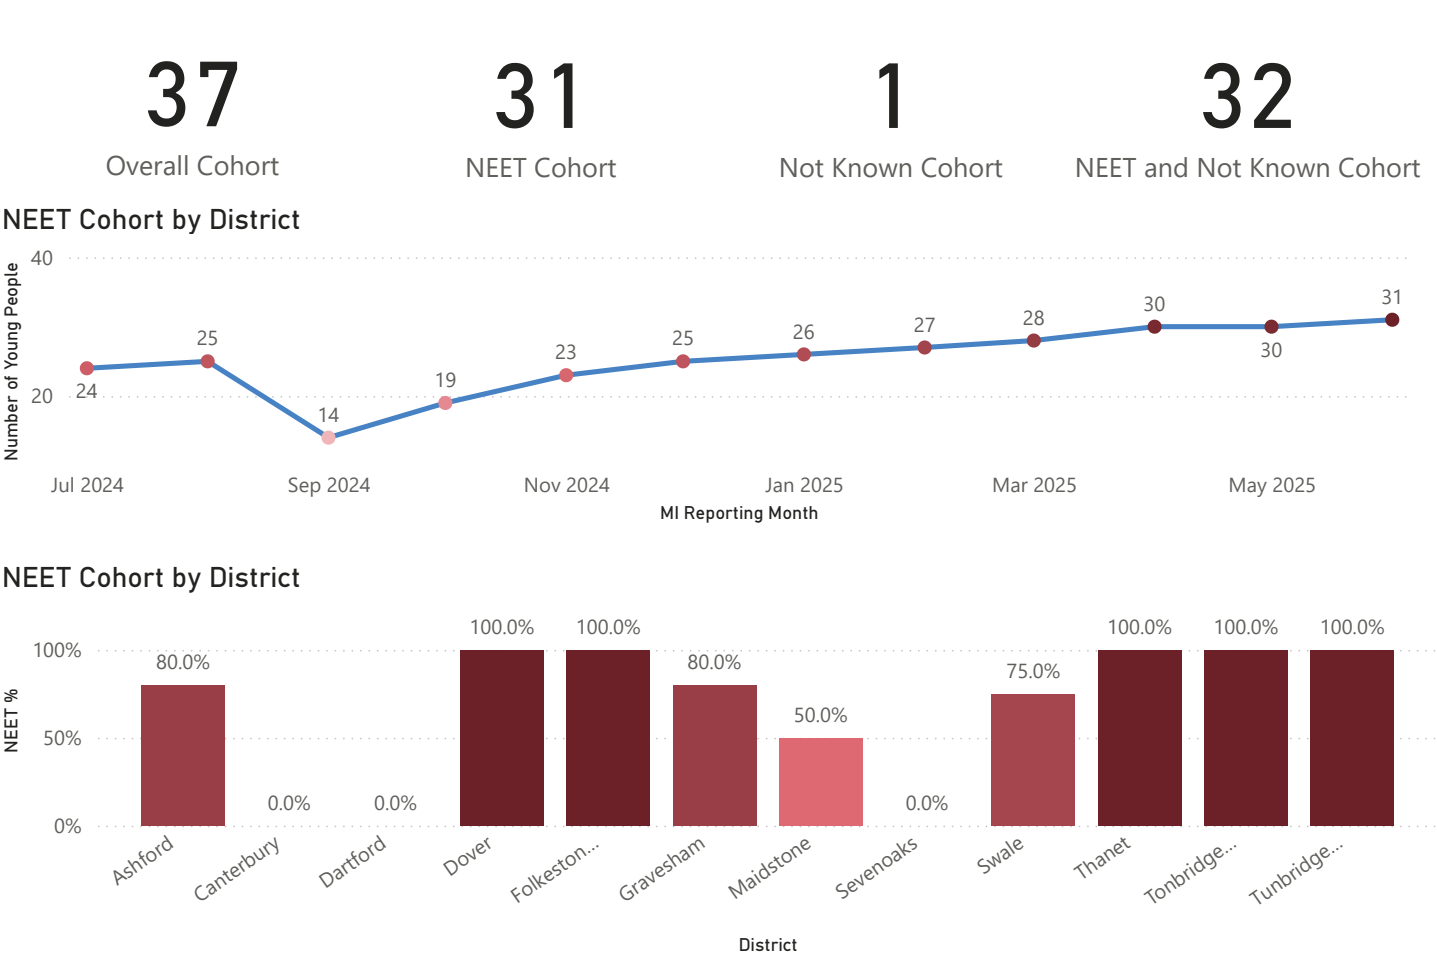 37
31
1
32
Overall Cohort
NEET Cohort
Not Known Cohort
NEET and Not Known Cohort
NEET Cohort by District
Number of Young People
40
20
24
25
14
19
23
25
26
27
28
30
30
31
Jul 2024
Sep 2024
Nov 2024
Jan 2025
Mar 2025
May 2025
MI Reporting Month
NEET Cohort by District
NEET %
100%
50%
0%
80.0%
0.0%
0.0%
100.0%
100.0%
80.0%
50.0%
0.0%
75.0%
100.0%
100.0%
100.0%
Ashford
Canterbury
Dartford
Dover
Folkeston...
Gravesham
Maidstone
Sevenoaks
Swale
Thanet
Tonbridge...
Tunbridge...
District